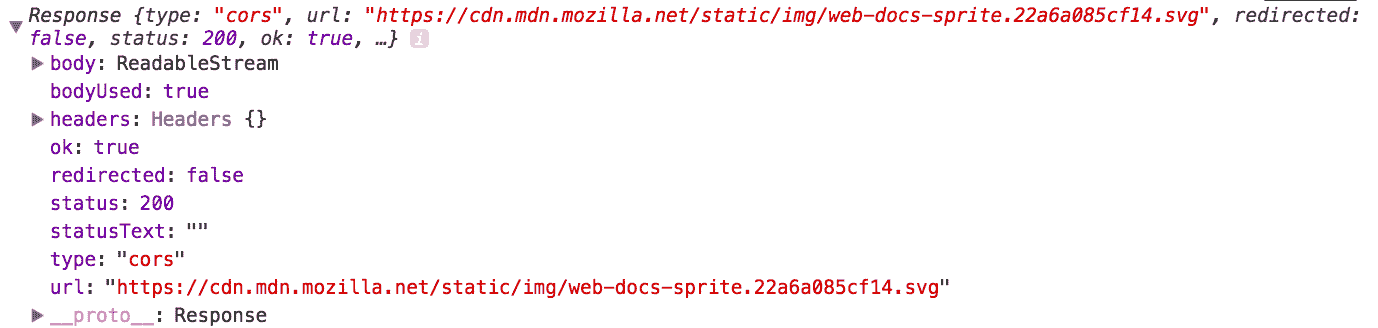 Response {type: "cors", url: "https://cdn.mdn.mozilla.net/static/img/web-docs-sprite.22a6a085cf14.svg", redirected:
false, status: 200, ok: true, …} i
body: ReadableStream
bodyUsed: true
headers: Headers {}
ok: true
redirected: false
status: 200
statusText: ""
type: "cors"
url: "https://cdn.mdn.mozilla.net/static/img/web-docs-sprite.22a6a085cf14.svg"
__proto__: Response